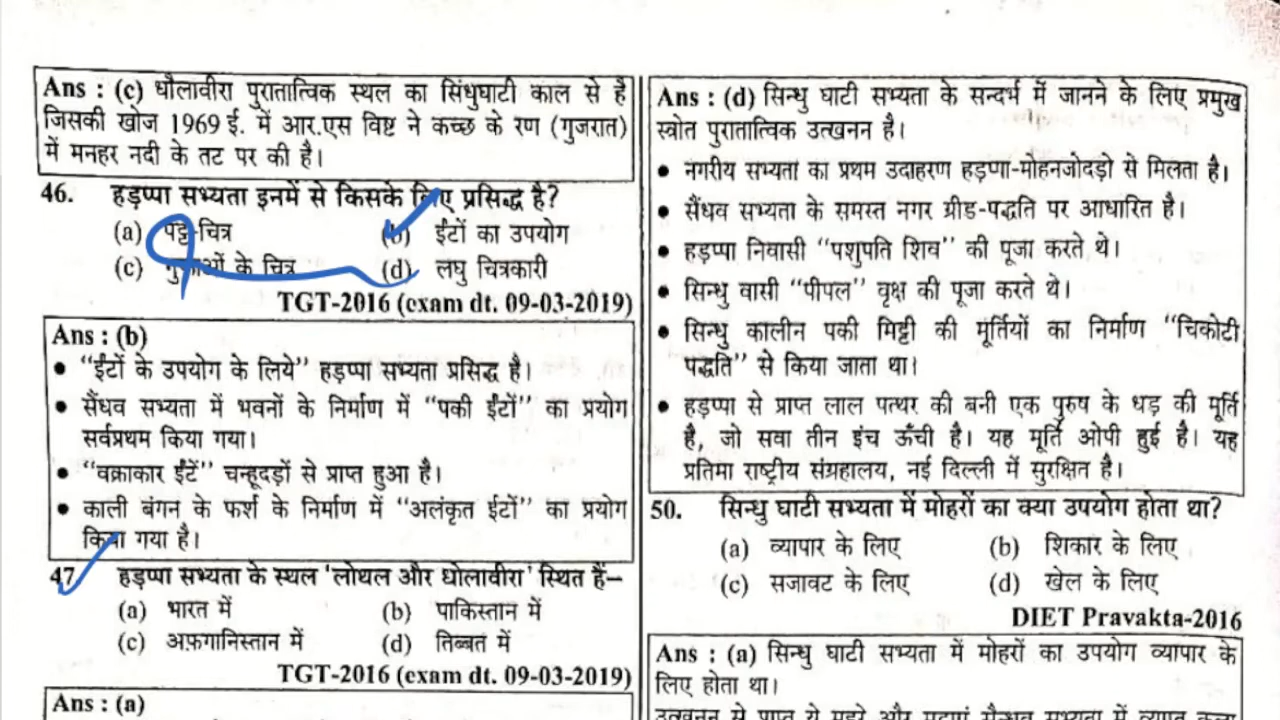 Ans : (c) धौलावीरा पुरातात्विक स्थल का सिंधुघाटी काल से है
जिसकी खोज 1969 ई. में आर.एस विष्ट ने कच्छ के रण (गुजरात)
में मनहर नदी के तट पर की है।
46. हड़प्पा सभ्यता इनमें से किसके लिए प्रसिद्ध है?
(a) पट्ट-चित्र (b) ईंटों का उपयोग
(c) गुफाओं के चित्र (d) लघु चित्रकारी
TGT-2016 (exam dt. 09-03-2019)
Ans : (b)
● “ईंटों के उपयोग के लिये” हड़प्पा सभ्यता प्रसिद्ध है।
● सैंधव सभ्यता में भवनों के निर्माण में “पकी ईंटों” का प्रयोग
सर्वप्रथम किया गया।
● “वक्राकार ईंटें” चन्हूदड़ों से प्राप्त हुआ है।
● काली बंगन के फर्श के निर्माण में “अलंकृत ईंटों” का प्रयोग
किया गया है।
47 हड़प्पा सभ्यता के स्थल ‘लोथल और धोलावीरा’ स्थित हैं–
(a) भारत में (b) पाकिस्तान में
(c) अफ़गानिस्तान में (d) तिब्बत में
TGT-2016 (exam dt. 09-03-2019)
Ans : (a)
Ans : (d) सिन्धु घाटी सभ्यता के सन्दर्भ में जानने के लिए प्रमुख
स्त्रोत पुरातात्विक उत्खनन है।
● नगरीय सभ्यता का प्रथम उदाहरण हड़प्पा-मोहनजोदड़ो से मिलता है।
● सैंधव सभ्यता के समस्त नगर ग्रीड-पद्धति पर आधारित है।
● हड़प्पा निवासी “पशुपति शिव” की पूजा करते थे।
● सिन्धु वासी “पीपल” वृक्ष की पूजा करते थे।
● सिन्धु कालीन पकी मिट्टी की मूर्तियों का निर्माण “चिकोटी
पद्धति” से किया जाता था।
● हड़प्पा से प्राप्त लाल पत्थर की बनी एक पुरुष के धड़ की मूर्ति
है, जो सवा तीन इंच ऊँची है। यह मूर्ति ओपी हुई है। यह
प्रतिमा राष्ट्रीय संग्रहालय, नई दिल्ली में सुरक्षित है।
50. सिन्धु घाटी सभ्यता में मोहरों का क्या उपयोग होता था?
(a) व्यापार के लिए (b) शिकार के लिए
(c) सजावट के लिए (d) खेल के लिए
DIET Pravakta-2016
Ans : (a) सिन्धु घाटी सभ्यता में मोहरों का उपयोग व्यापार के
लिए होता था।